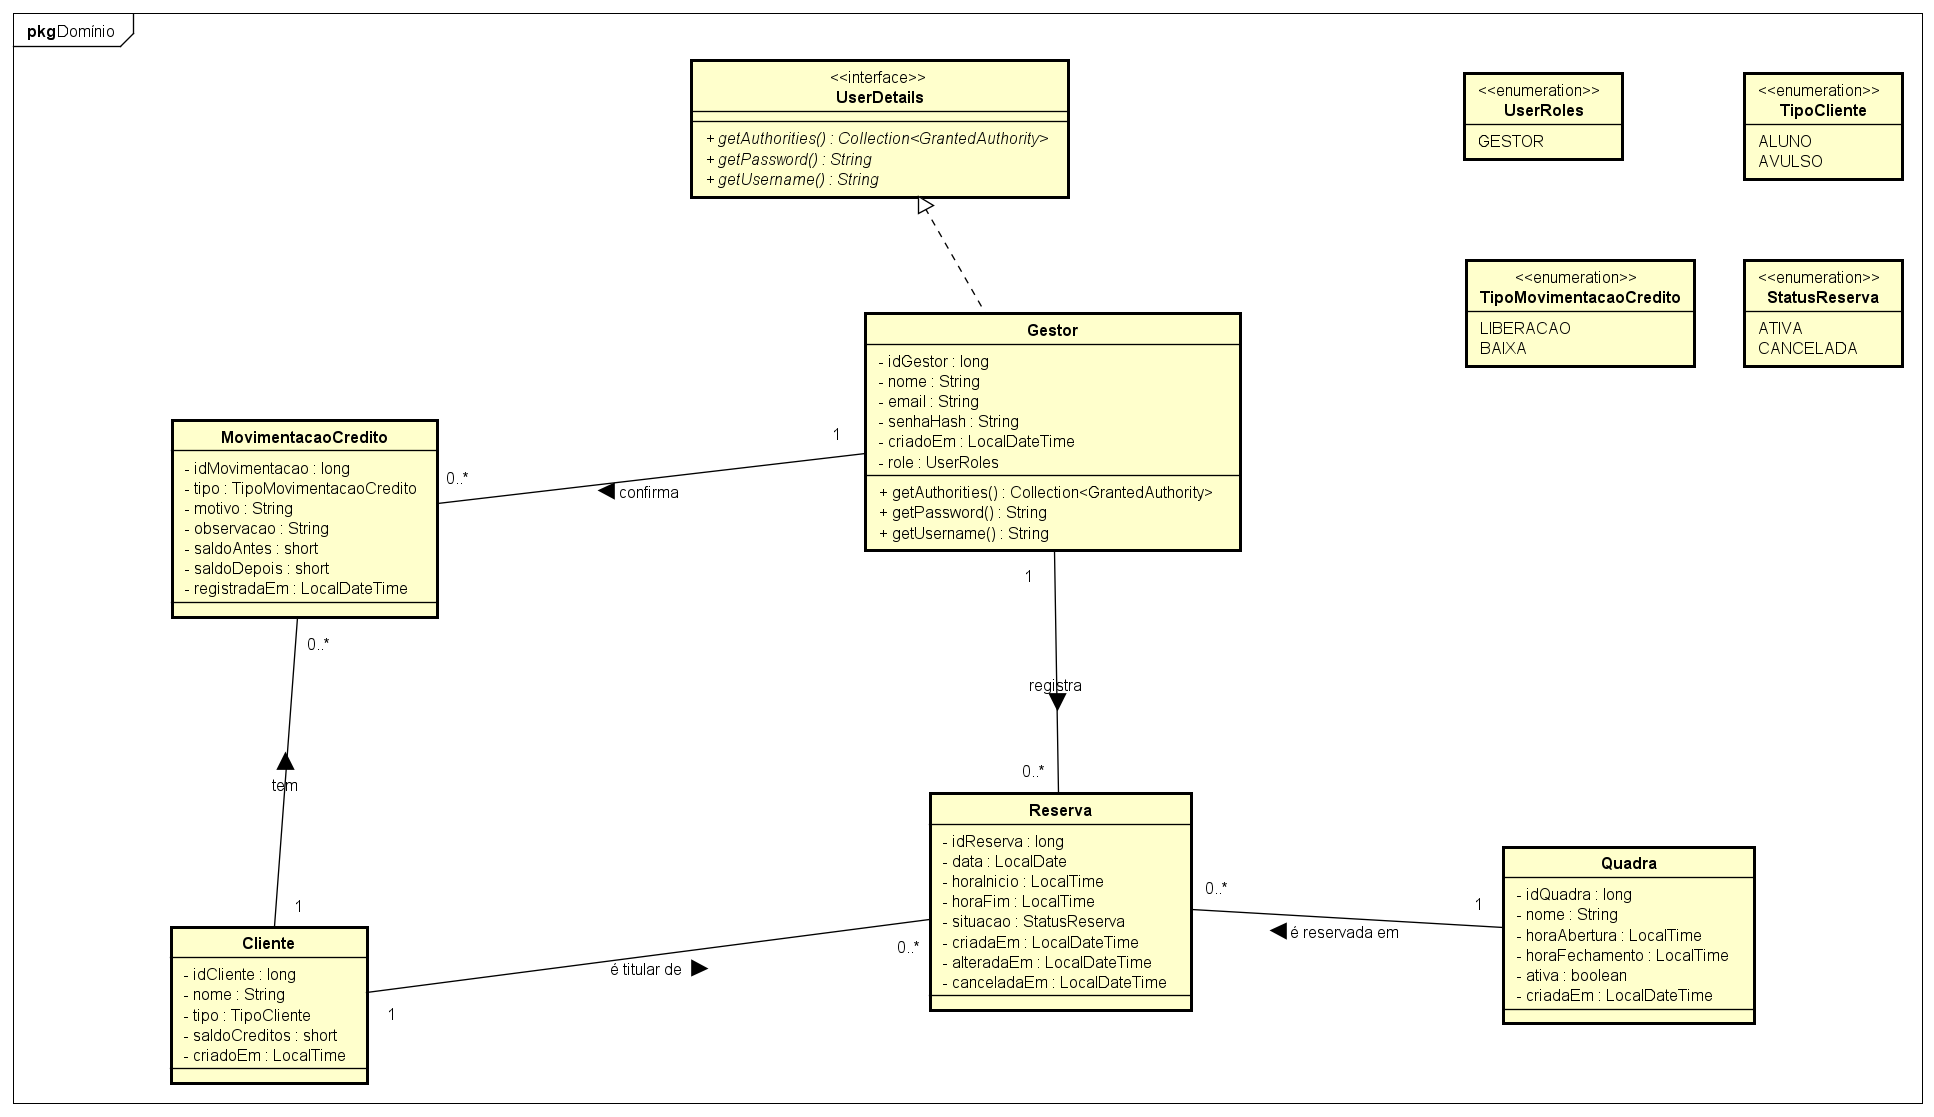 pkg Domínio
<<interface>>
UserDetails
+ getAuthorities() : Collection<GrantedAuthority>
+ getPassword() : String
+ getUsername() : String
<<enumeration>>
UserRoles
GESTOR
<<enumeration>>
TipoCliente
ALUNO
AVULSO
<<enumeration>>
TipoMovimentacaoCredito
LIBERACAO
BAIXA
<<enumeration>>
StatusReserva
ATIVA
CANCELADA
Gestor
- idGestor : long
- nome : String
- email : String
- senhaHash : String
- criadoEm : LocalDateTime
- role : UserRoles
+ getAuthorities() : Collection<GrantedAuthority>
+ getPassword() : String
+ getUsername() : String
MovimentacaoCredito
- idMovimentacao : long
- tipo : TipoMovimentacaoCredito
- motivo : String
- observacao : String
- saldoAntes : short
- saldoDepois : short
- registradaEm : LocalDateTime
1
0..*
confirma
1
registra
0..*
0..*
tem
1
Reserva
- idReserva : long
- data : LocalDate
- horaInicio : LocalTime
- horaFim : LocalTime
- situacao : StatusReserva
- criadaEm : LocalDateTime
- alteradaEm : LocalDateTime
- canceladaEm : LocalDateTime
Quadra
- idQuadra : long
- nome : String
- horaAbertura : LocalTime
- horaFechamento : LocalTime
- ativa : boolean
- criadaEm : LocalDateTime
0..*
1
é reservada em
Cliente
- idCliente : long
- nome : String
- tipo : TipoCliente
- saldoCreditos : short
- criadoEm : LocalTime
0..*
é titular de
1